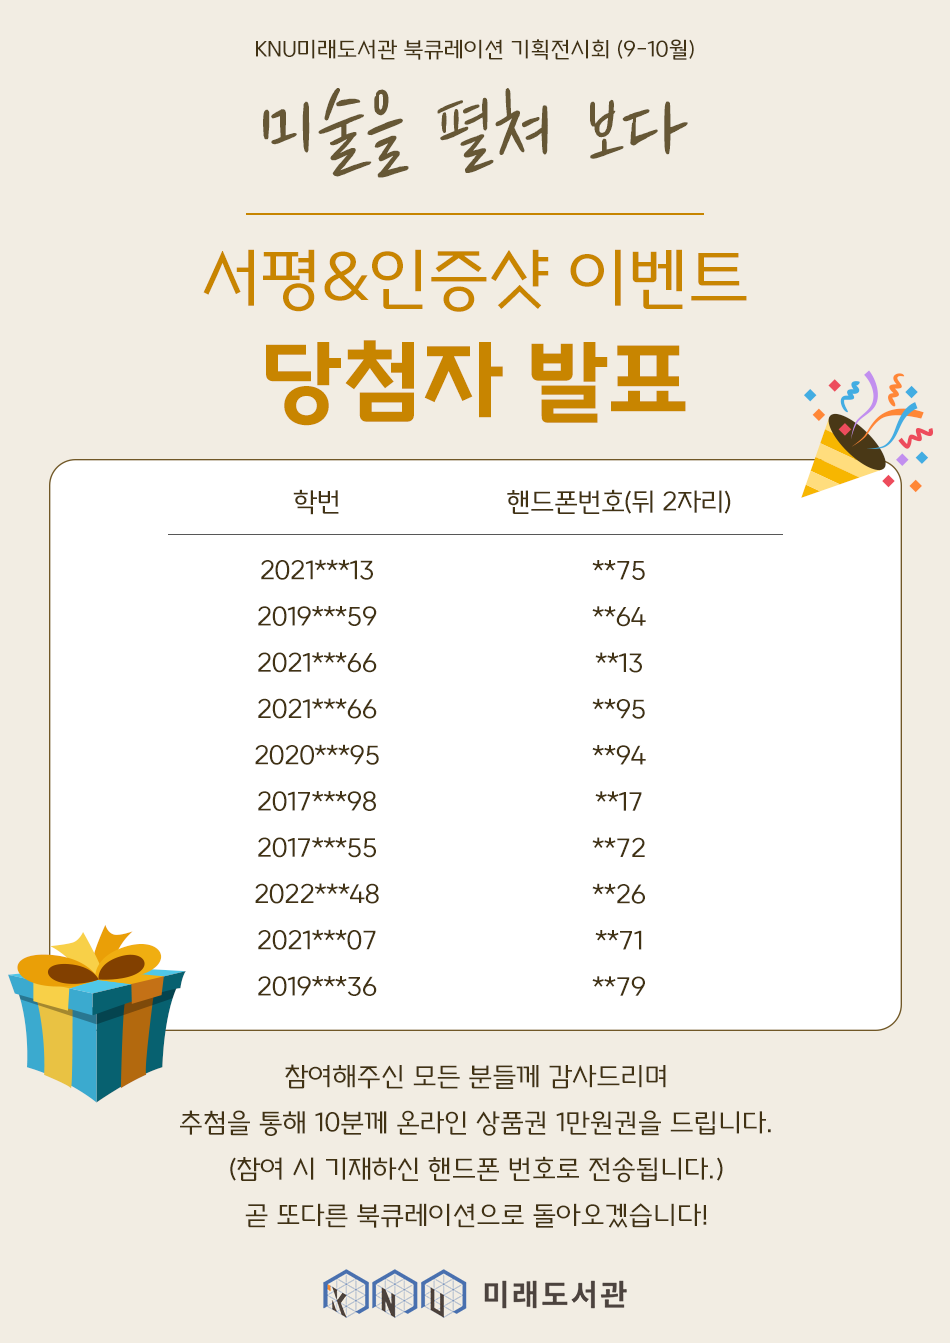 KNU미래도서관 북큐레이션 기획전시회 (9-10월)
미술을 펼쳐 보다
서평&인증샷 이벤트
당첨자 발표
학번 핸드폰번호(뒤 2자리)
2021***13 **75
2019***59 **64
2021***66 **13
2021***66 **95
2020***95 **94
2017***98 **17
2017***55 **72
2022***48 **26
2021***07 **71
2019***36 **79
참여해주신 모든 분들께 감사드리며
추첨을 통해 10분께 온라인 상품권 1만원권을 드립니다.
(참여 시 기재하신 핸드폰 번호로 전송됩니다.)
곧 또다른 북큐레이션으로 돌아오겠습니다!
KNU 미래도서관